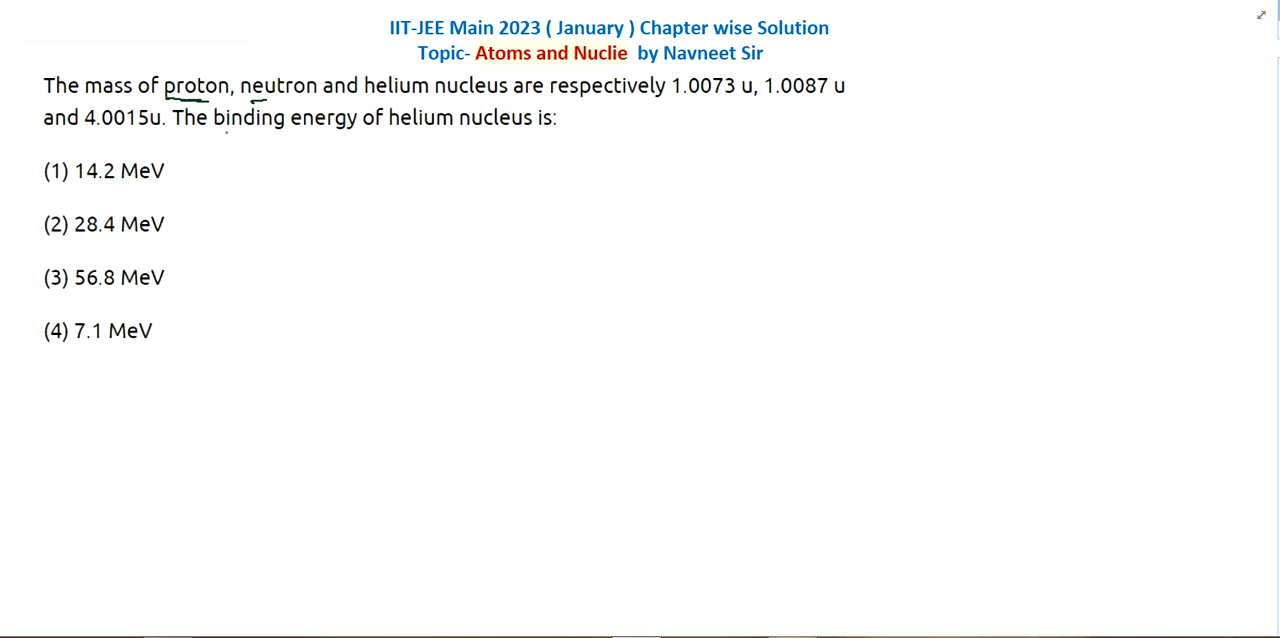 IIT-JEE Main 2023 ( January ) Chapter wise Solution
Topic- Atoms and Nuclie by Navneet Sir
The mass of proton, neutron and helium nucleus are respectively 1.0073 u, 1.0087 u
and 4.0015u. The binding energy of helium nucleus is:
(1) 14.2 MeV
(2) 28.4 MeV
(3) 56.8 MeV
(4) 7.1 MeV